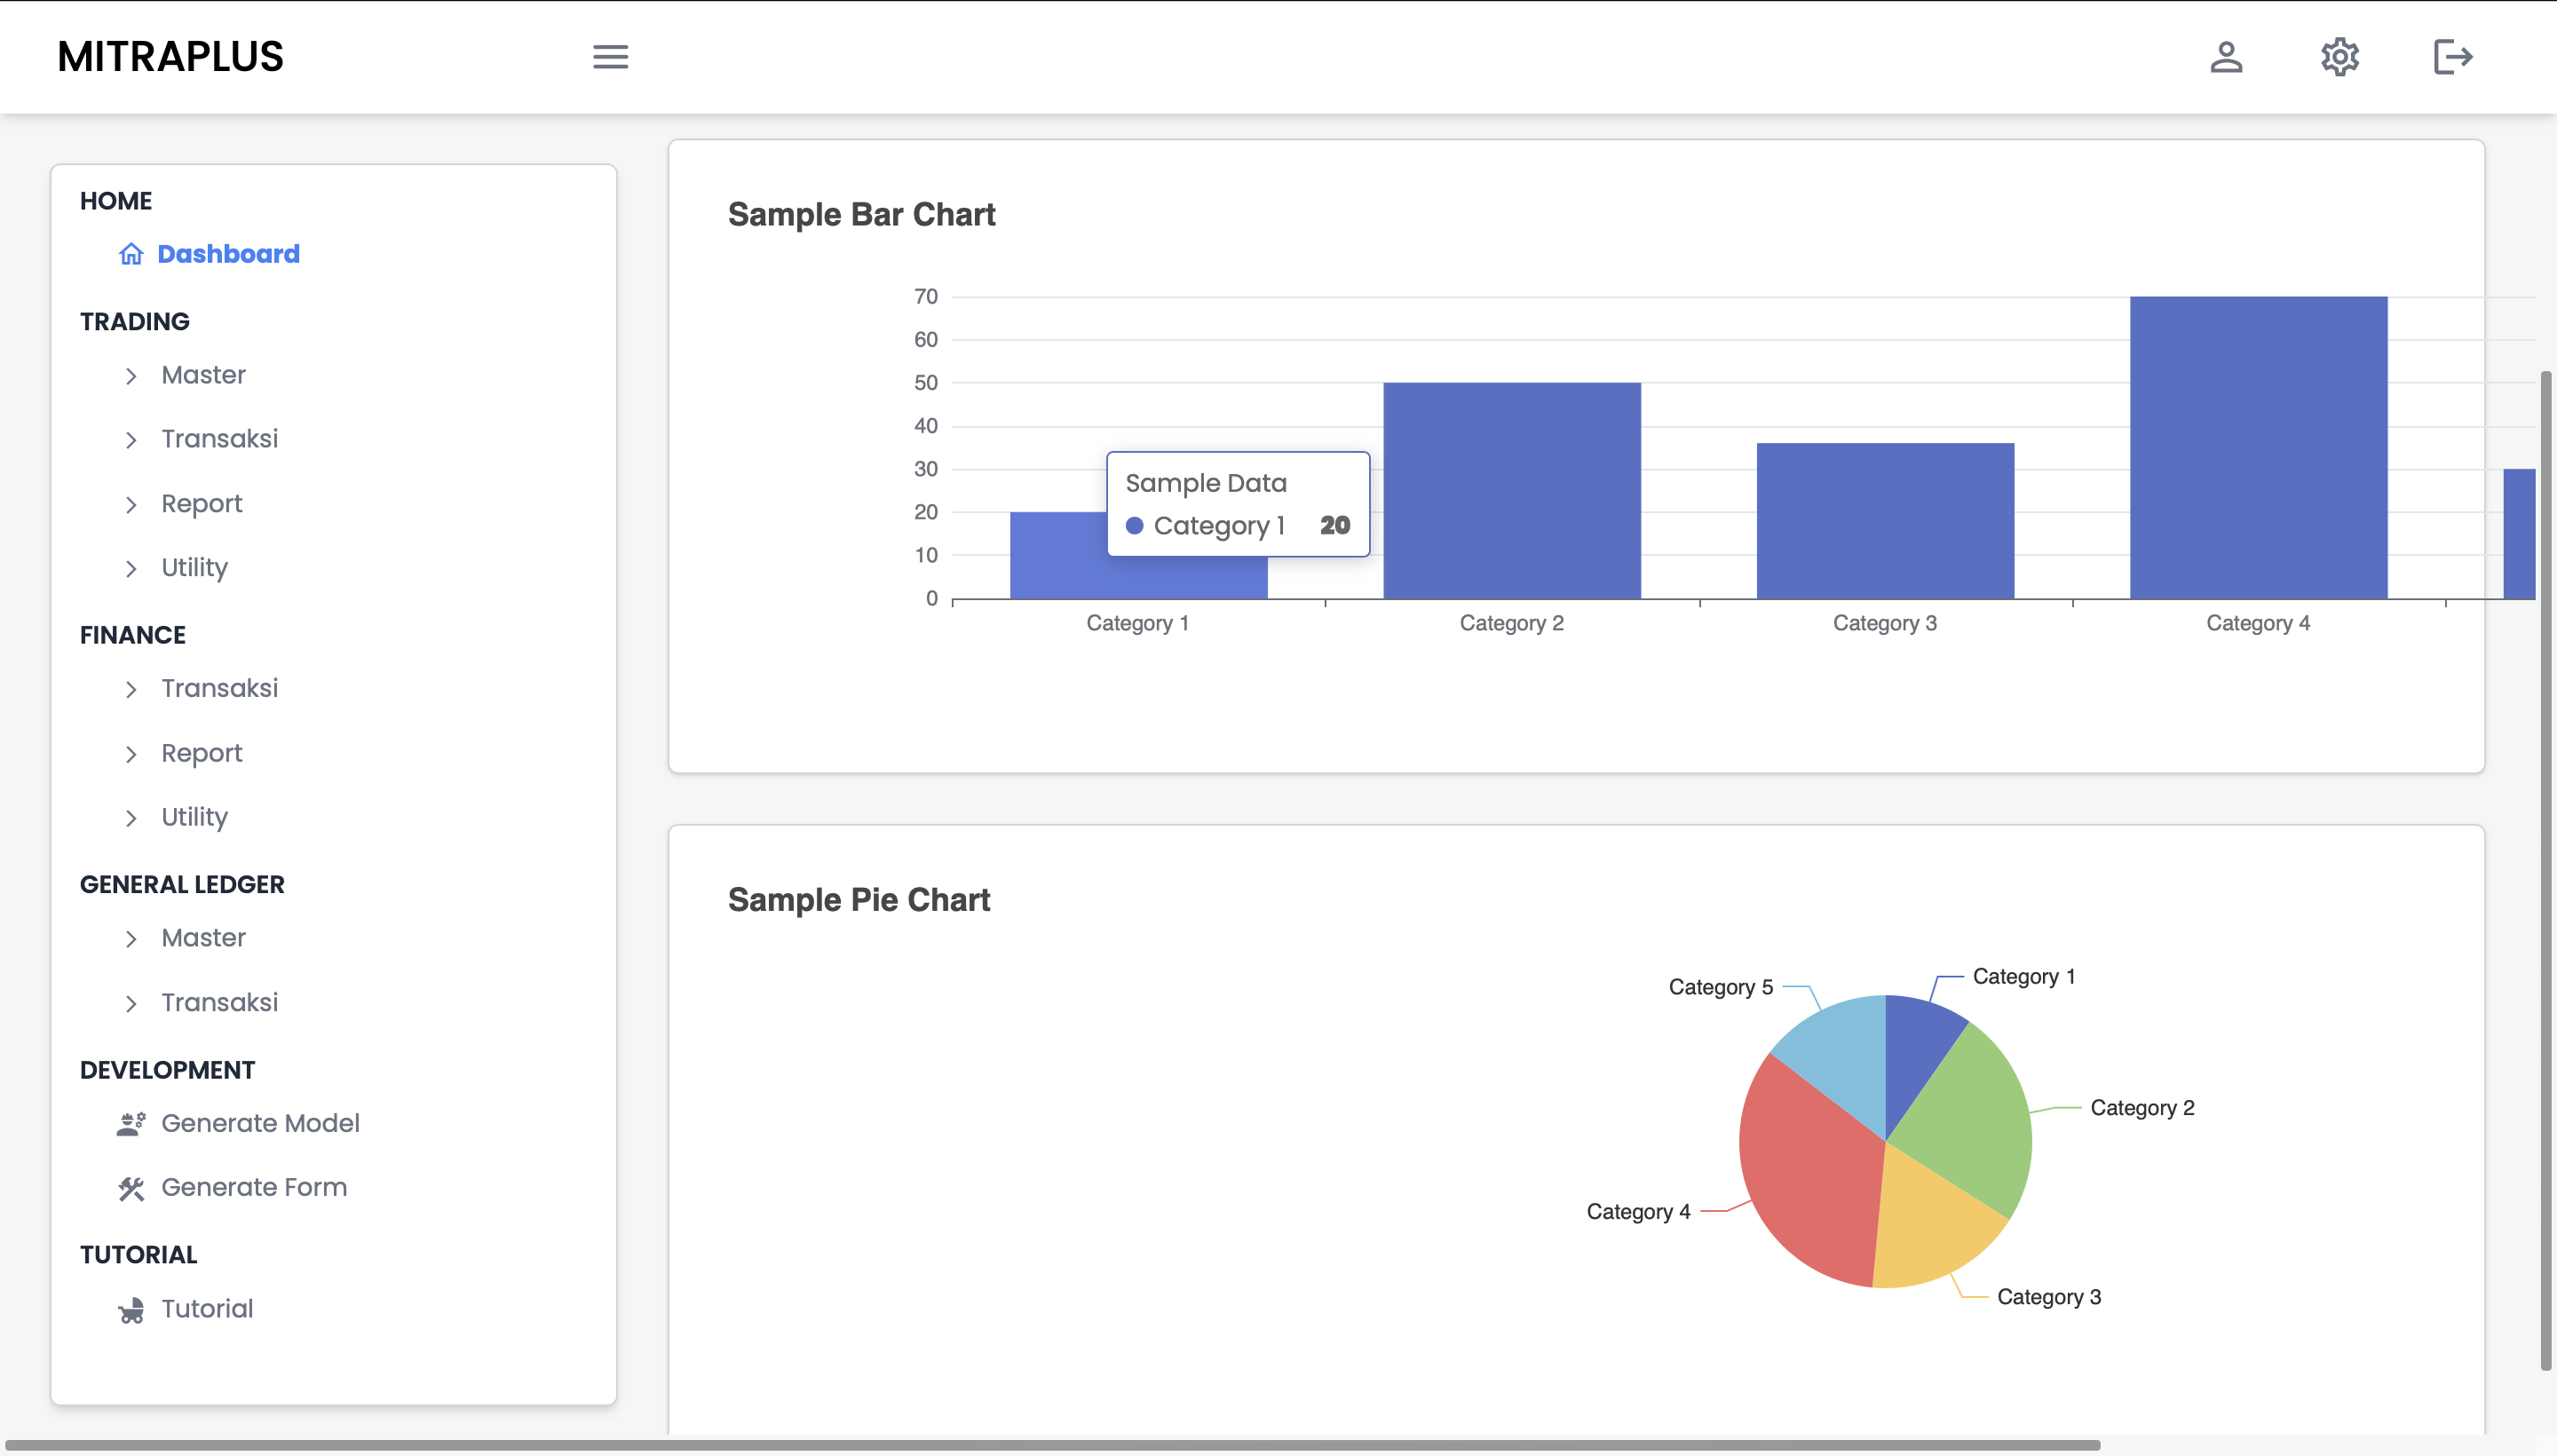 MITRAPLUS
HOME
Dashboard
TRADING
Master
Transaksi
Report
Utility
FINANCE
Transaksi
Report
Utility
GENERAL LEDGER
Master
Transaksi
DEVELOPMENT
Generate Model
Generate Form
TUTORIAL
Tutorial
Sample Bar Chart
70
60
50
40
30
20
10
0
Sample Data
Category 1 20
Category 1 Category 2 Category 3 Category 4
Sample Pie Chart
Category 1
Category 5
Category 2
Category 4
Category 3